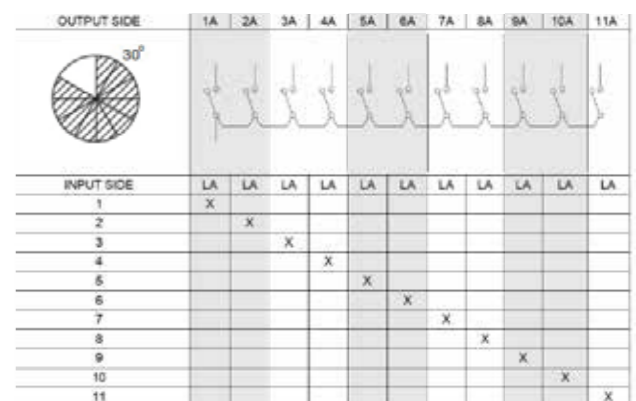 OUTPUT SIDE 1A 2A 3A 4A 5A 6A 7A 8A 9A 10A 11A
30°
INPUT SIDE LA LA LA LA LA LA LA LA LA LA LA
1 X
2 X
3 X
4 X
5 X
6 X
7 X
8 X
9 X
10 X
11 X